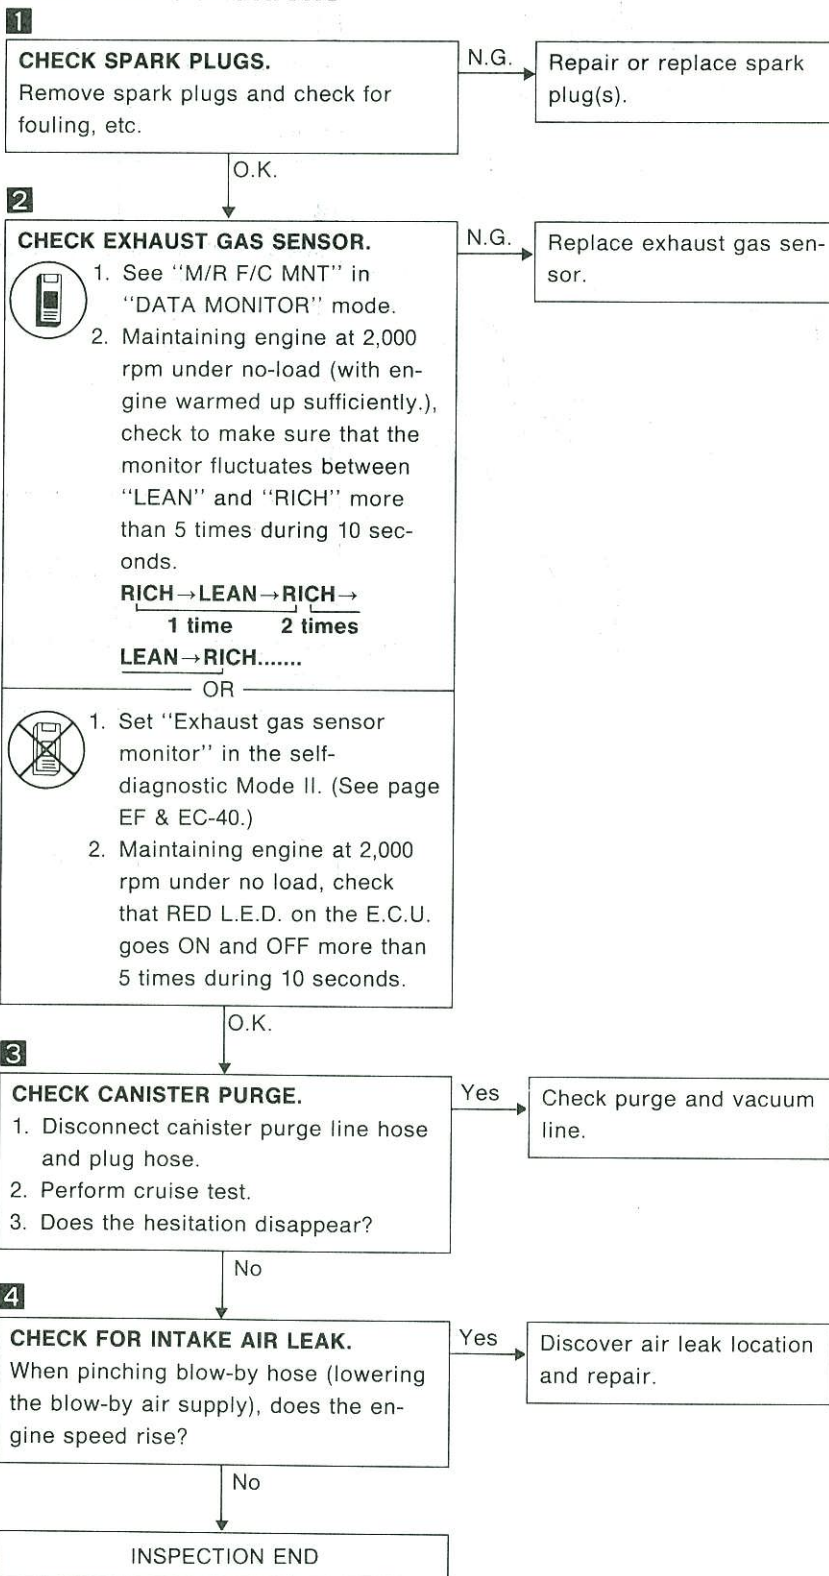 1
CHECK SPARK PLUGS.
Remove spark plugs and check for
fouling, etc.
N.G.
Repair or replace spark
plug(s).
O.K.
2
CHECK EXHAUST GAS SENSOR.
1. See "M/R F/C MNT" in
"DATA MONITOR" mode.
2. Maintaining engine at 2,000
rpm under no-load (with en-
gine warmed up sufficiently.),
check to make sure that the
monitor fluctuates between
"LEAN" and "RICH" more
than 5 times during 10 sec-
onds.
RICH→LEAN→RICH→
1 time 2 times
LEAN→RICH.......
OR
1. Set "Exhaust gas sensor
monitor" in the self-
diagnostic Mode II. (See page
EF & EC-40.)
2. Maintaining engine at 2,000
rpm under no load, check
that RED L.E.D. on the E.C.U.
goes ON and OFF more than
5 times during 10 seconds.
N.G.
Replace exhaust gas sen-
sor.
O.K.
3
CHECK CANISTER PURGE.
1. Disconnect canister purge line hose
and plug hose.
2. Perform cruise test.
3. Does the hesitation disappear?
Yes
Check purge and vacuum
line.
No
4
CHECK FOR INTAKE AIR LEAK.
When pinching blow-by hose (lowering
the blow-by air supply), does the en-
gine speed rise?
Yes
Discover air leak location
and repair.
No
INSPECTION END